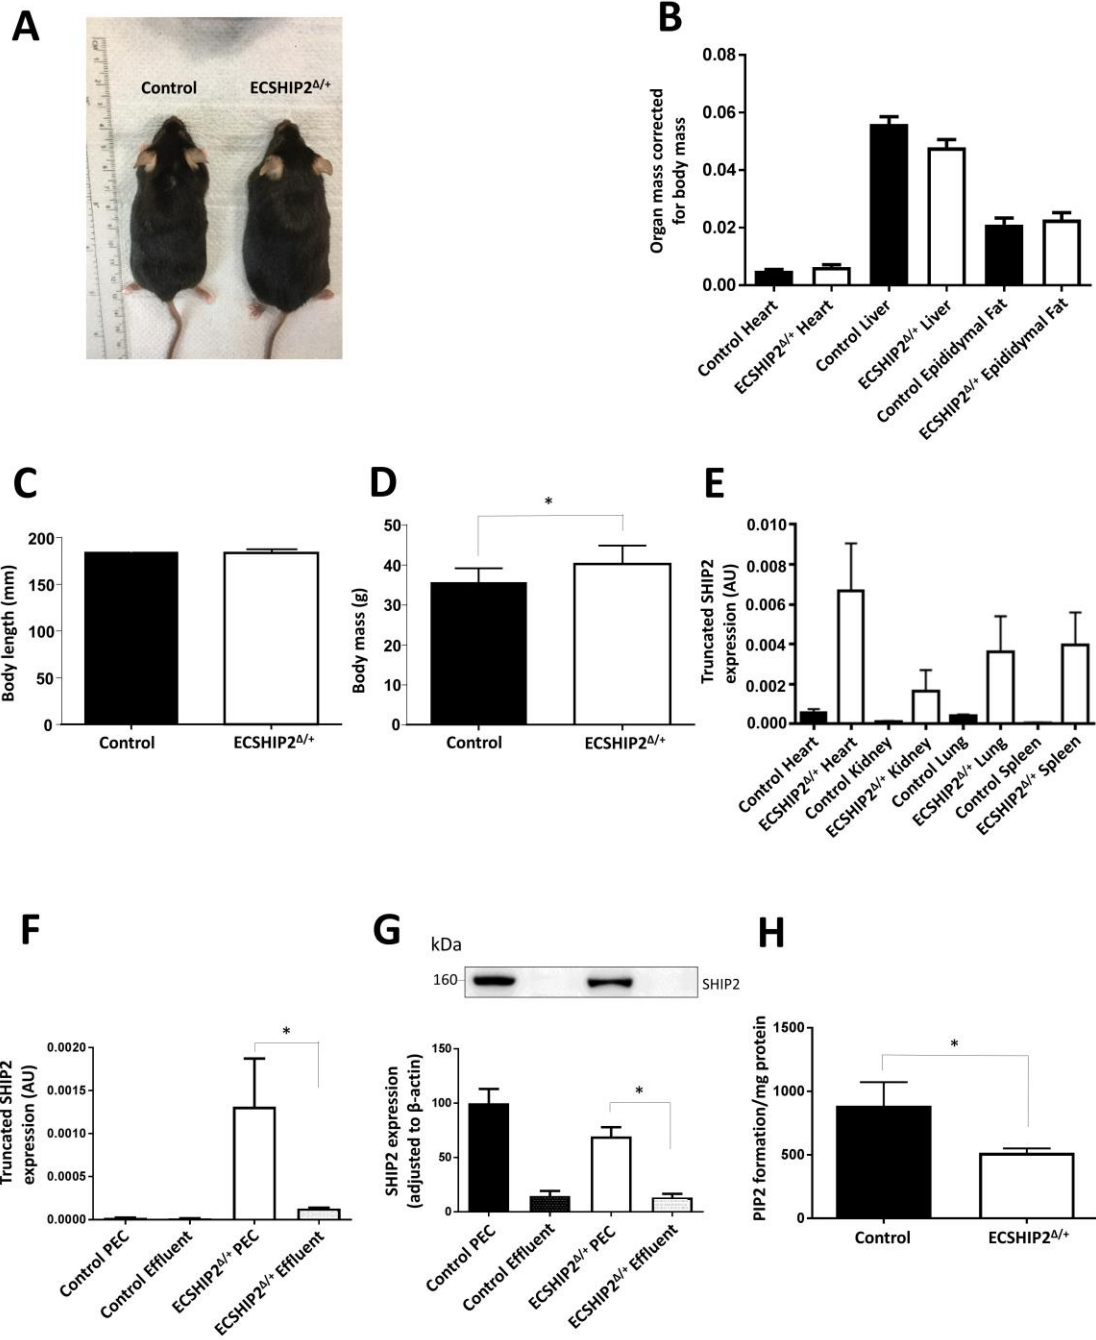 A
Control ECSHIP2Δ/+
B
Organ mass corrected
for body mass
0.08
0.06
0.04
0.02
0.00
Control Heart
ECSHIP2Δ/+ Heart
Control Liver
ECSHIP2Δ/+ Liver
Control Epididymal Fat
ECSHIP2Δ/+ Epididymal Fat
C
Body length (mm)
200
150
100
50
0
Control
ECSHIP2Δ/+
D
Body mass (g)
50
40
30
20
10
0
*
Control
ECSHIP2Δ/+
E
Truncated SHIP2
expression (AU)
0.010
0.008
0.006
0.004
0.002
0.000
Control Heart
ECSHIP2Δ/+ Heart
Control Kidney
ECSHIP2Δ/+ Kidney
Control Lung
ECSHIP2Δ/+ Lung
Control Spleen
ECSHIP2Δ/+ Spleen
F
Truncated SHIP2
expression (AU)
0.0020
0.0015
0.0010
0.0005
0.0000
*
Control PEC
Control Effluent
ECSHIP2Δ/+ PEC
ECSHIP2Δ/+ Effluent
G
kDa
160
SHIP2
SHIP2 expression
(adjusted to β-actin)
150
100
50
0
*
Control PEC
Control Effluent
ECSHIP2Δ/+ PEC
ECSHIP2Δ/+ Effluent
H
PIP2 formation/mg protein
1500
1000
500
0
*
Control
ECSHIP2Δ/+